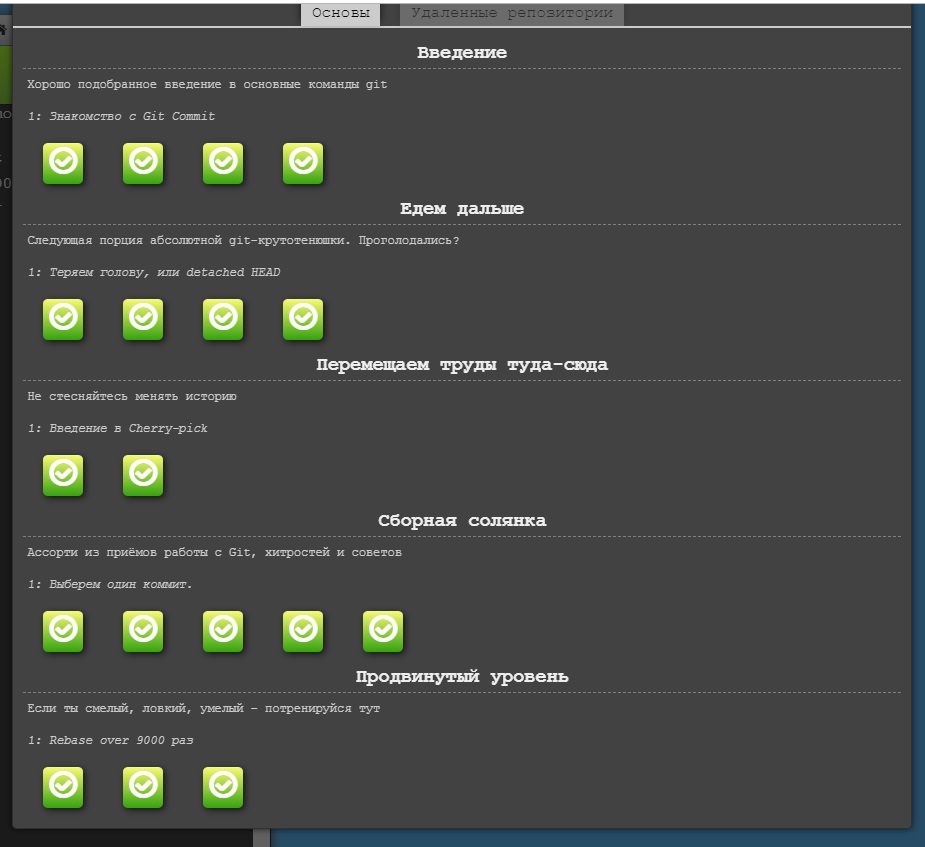 Основы Удаленные репозитории
Введение
Хорошо подобранное введение в основные команды git
1: Знакомство с Git Commit
Едем дальше
Следующая порция абсолютной git-крутотенюшки. Проголодались?
1: Теряем голову, или detached HEAD
Перемещаем труды туда-сюда
Не стесняйтесь менять историю
1: Введение в Cherry-pick
Сборная солянка
Ассорти из приёмов работы с Git, хитростей и советов
1: Выберем один коммит.
Продвинутый уровень
Если ты смелый, ловкий, умелый - потренируйся тут
1: Rebase over 9000 раз